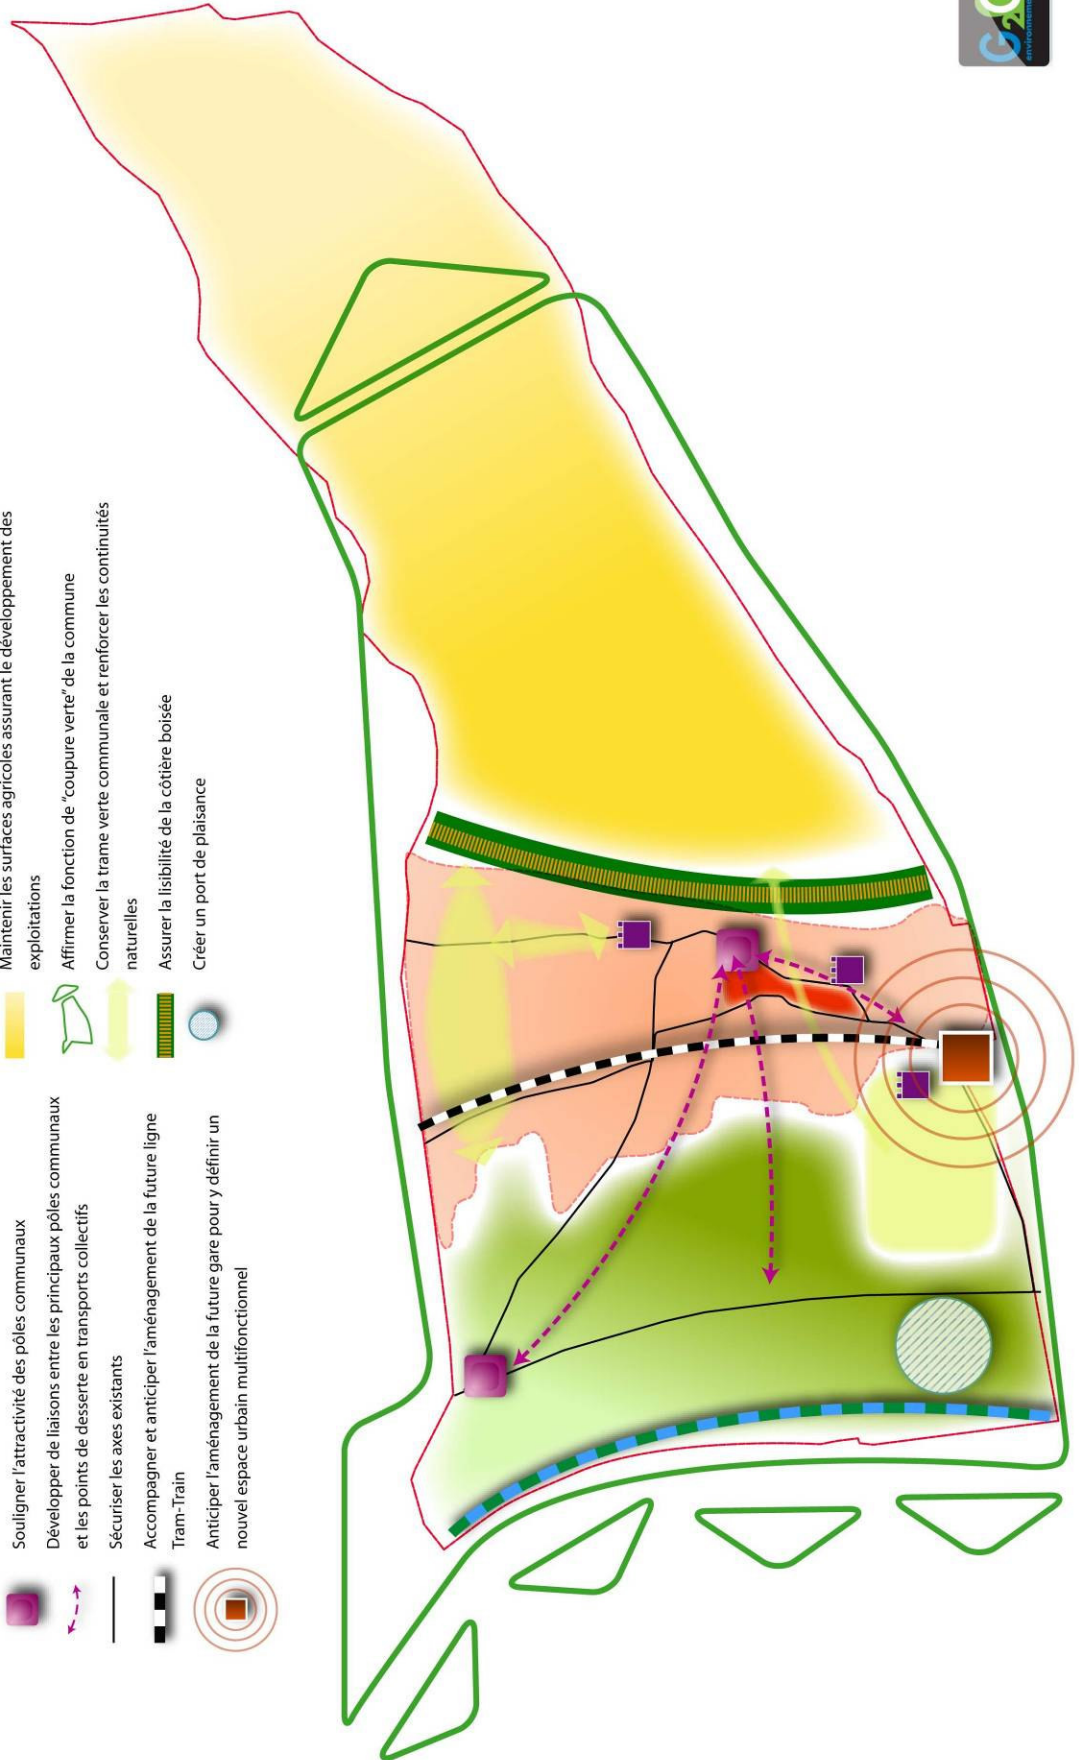 Souligner l'attractivité des pôles communaux
Développer de liaisons entre les principaux pôles communaux
et les points de desserte en transports collectifs
Sécuriser les axes existants
Accompagner et anticiper l'aménagement de la future ligne
Tram-Train
Anticiper l'aménagement de la future gare pour y définir un
nouvel espace urbain multifonctionnel
Maintenir les surfaces agricoles assurant le développement des
exploitations
Affirmer la fonction de "coupure verte" de la commune
Conserver la trame verte communale et renforcer les continuités
naturelles
Assurer la lisibilité de la côtière boisée
Créer un port de plaisance
G2C
environneme